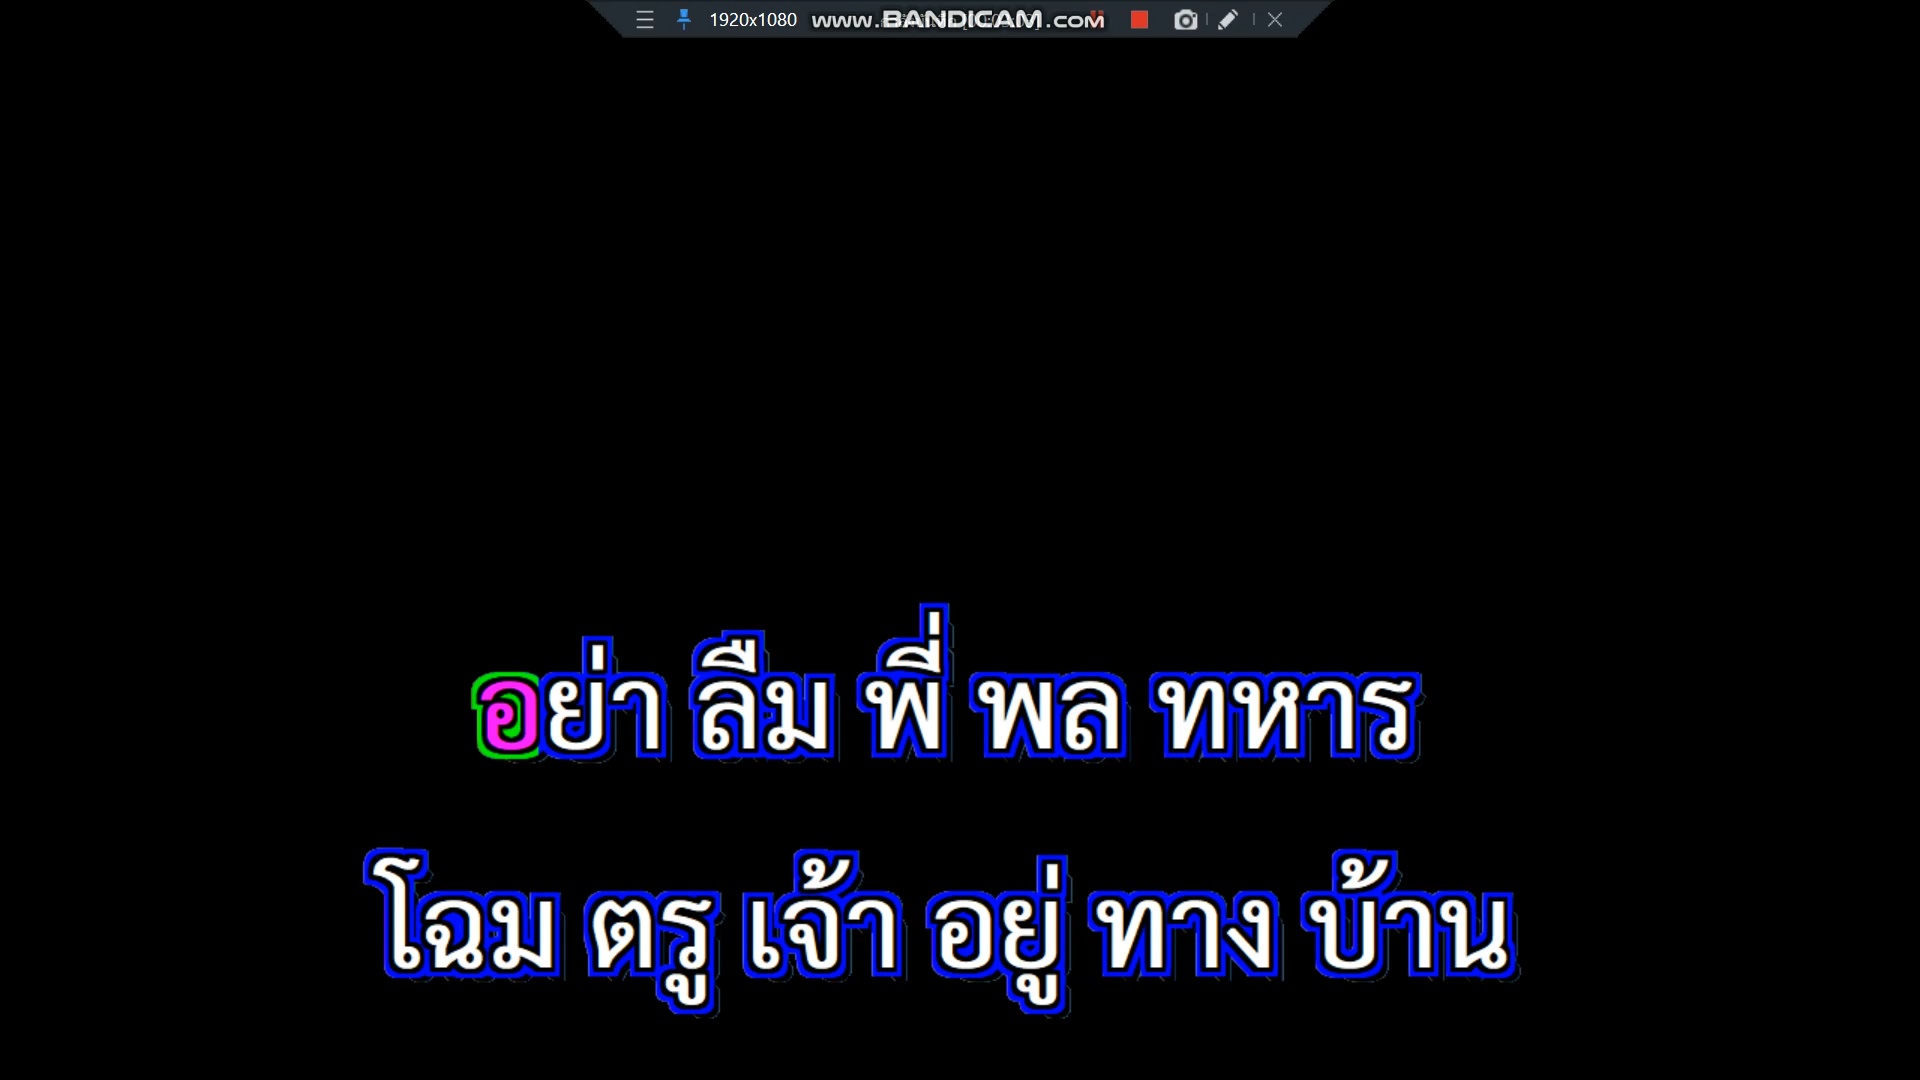 1920x1080 www.BANDICAM.com
อย่า ลืม พี่ พล ทหาร
โฉม ตรู เจ้า อยู่ ทาง บ้าน